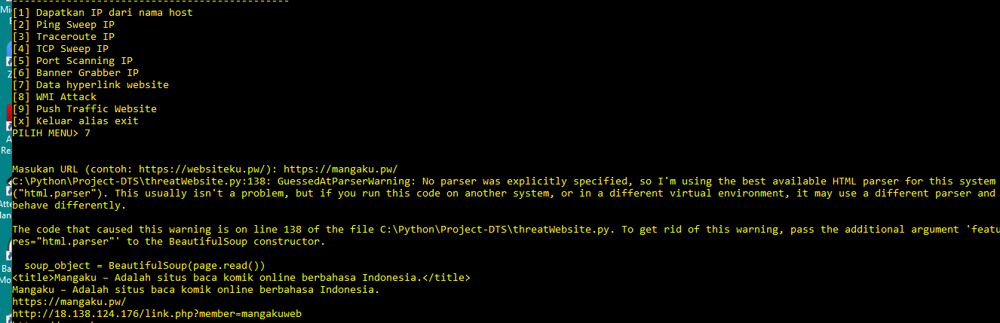 [1] Dapatkan IP dari nama host
[2] Ping Sweep IP
[3] Traceroute IP
[4] TCP Sweep IP
[5] Port Scanning IP
[6] Banner Grabber IP
[7] Data hyperlink website
[8] WMI Attack
[9] Push Traffic Website
[x] Keluar alias exit
PILIH MENU> 7
Masukan URL (contoh: https://websiteku.pw/): https://mangaku.pw/
C:\Python\Project-DTS\threatWebsite.py:138: GuessedAtParserWarning: No parser was explicitly specified, so I'm using the best available HTML parser for this system
("html.parser"). This usually isn't a problem, but if you run this code on another system, or in a different virtual environment, it may use a different parser and
behave differently.
The code that caused this warning is on line 138 of the file C:\Python\Project-DTS\threatWebsite.py. To get rid of this warning, pass the additional argument 'featu
res="html.parser"' to the BeautifulSoup constructor.
soup_object = BeautifulSoup(page.read())
<title>Mangaku – Adalah situs baca komik online berbahasa Indonesia.</title>
Mangaku – Adalah situs baca komik online berbahasa Indonesia.
https://mangaku.pw/
http://18.138.124.176/link.php?member=mangakuweb